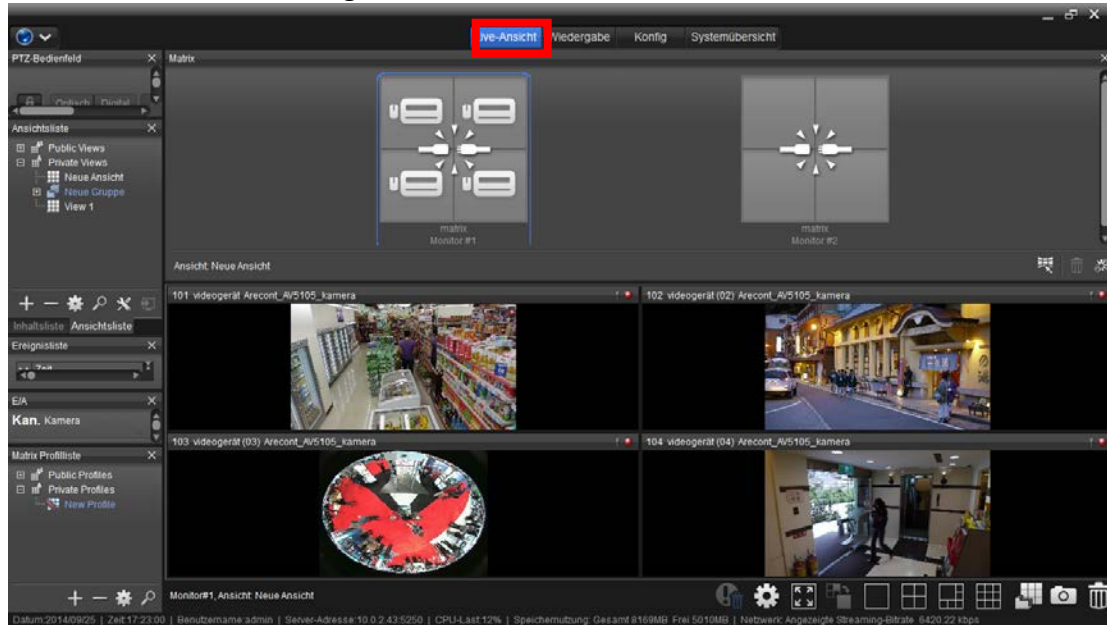 Live-Ansicht Wiedergabe Konfig Systemübersicht
PTZ-Bedienfeld
Matrix
Optisch Digital
Ansichtsliste
Public Views
Private Views
Neue Ansicht
Neue Gruppe
View 1
matrix
Monitor #1
matrix
Monitor #2
Ansicht: Neue Ansicht
Inhaltsliste Ansichtsliste
101 videogerät Arecont_AV5105_kamera
102 videogerät (02) Arecont_AV5105_kamera
Ereignisliste
Zeit
E/A
Kan. Kamera
103 videogerät (03) Arecont_AV5105_kamera
104 videogerät (04) Arecont_AV5105_kamera
Matrix Profilliste
Public Profiles
Private Profiles
New Profile
Monitor#1, Ansicht: Neue Ansicht
Datum:2014/09/25 | Zeit:17:23:00 | Benutzername:admin | Server-Adresse:10.0.2.43:5250 | CPU-Last:12% | Speichernutzung: Gesamt 8169MB Frei 5010MB | Netzwerk: Angezeigte Streaming-Bitrate 6420.22 kbps